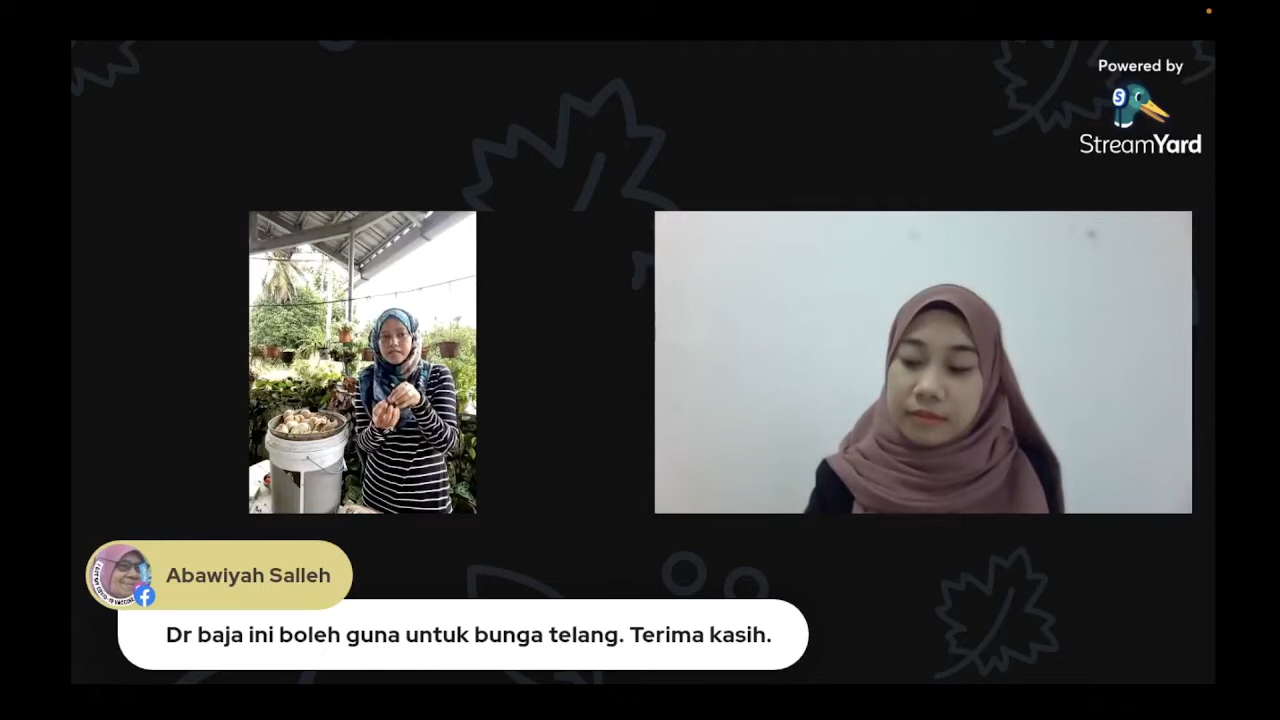 Powered by
StreamYard
Abawiyah Salleh
Dr baja ini boleh guna untuk bunga telang. Terima kasih.